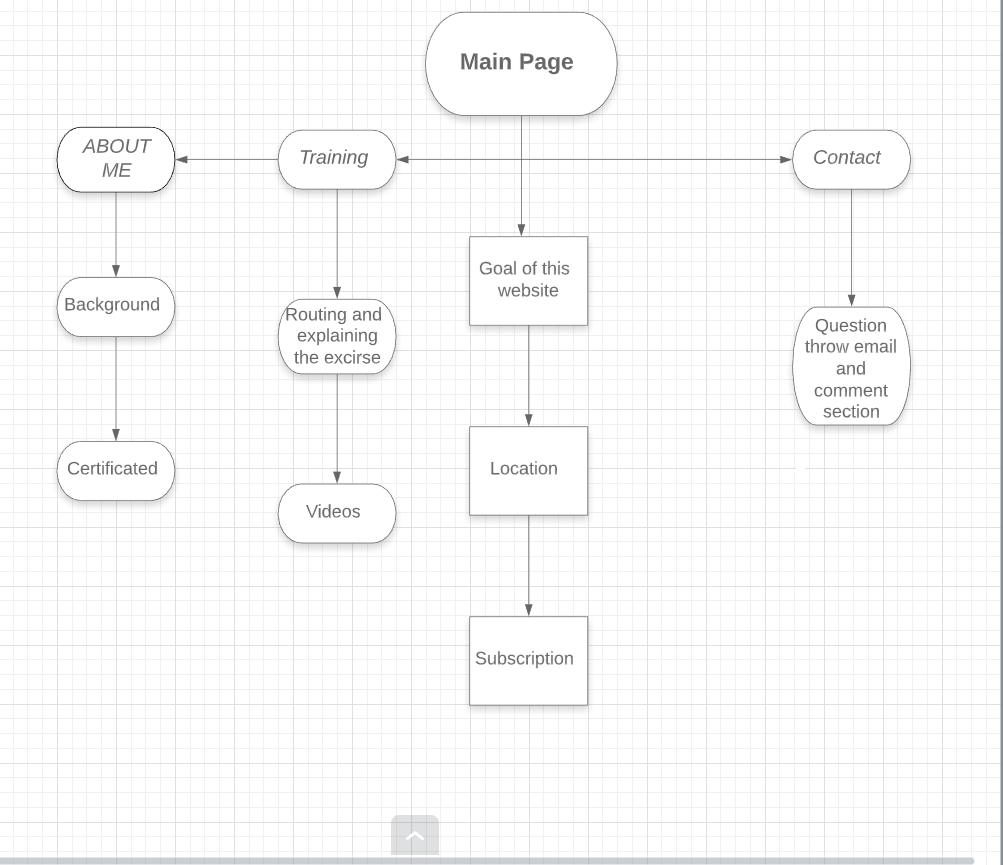 Main Page
ABOUT
ME
Training
Contact
Goal of this
website
Background
Routing and
explaining
the excirse
Question
throw email
and
comment
section
Certificated
Location
Videos
Subscription